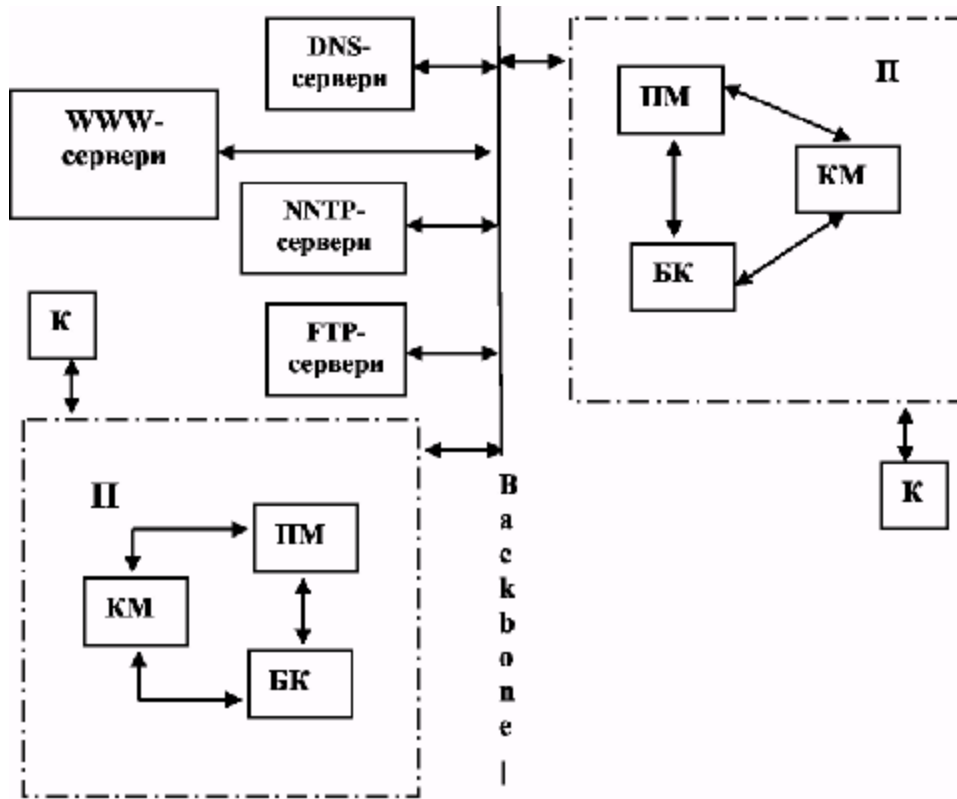 DNS-
сервери
WWW-
сервери
NNTP-
сервери
FTP-
сервери
К
П
ПМ
КМ
БК
К
П
ПМ
КМ
БК
B
a
c
k
b
o
n
e